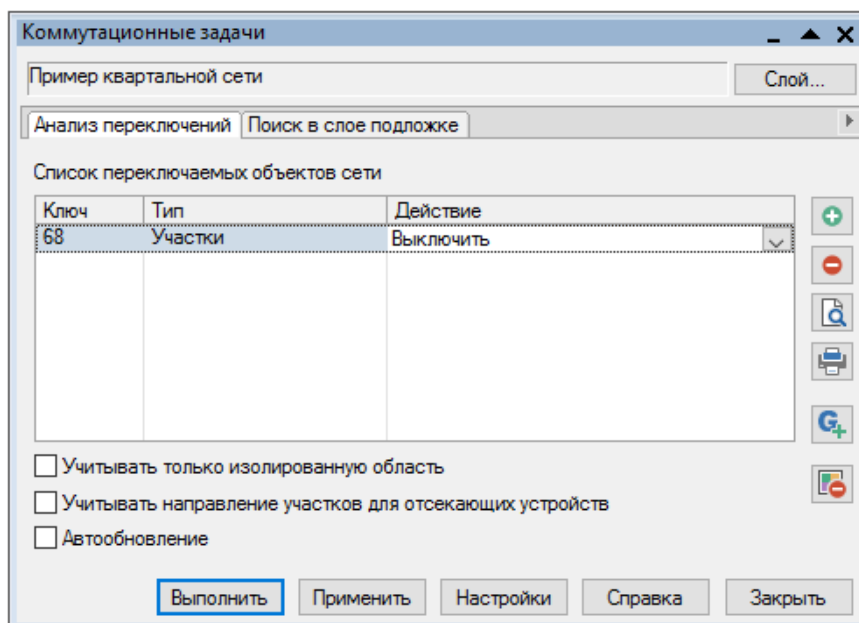 Коммутационные задачи
Пример квартальной сети Слой...
Анализ переключений Поиск в слое подложке
Список переключаемых объектов сети
Ключ Тип Действие
68 Участки Выключить
Учитывать только изолированную область
Учитывать направление участков для отсекающих устройств
Автообновление
Выполнить Применить Настройки Справка Закрыть